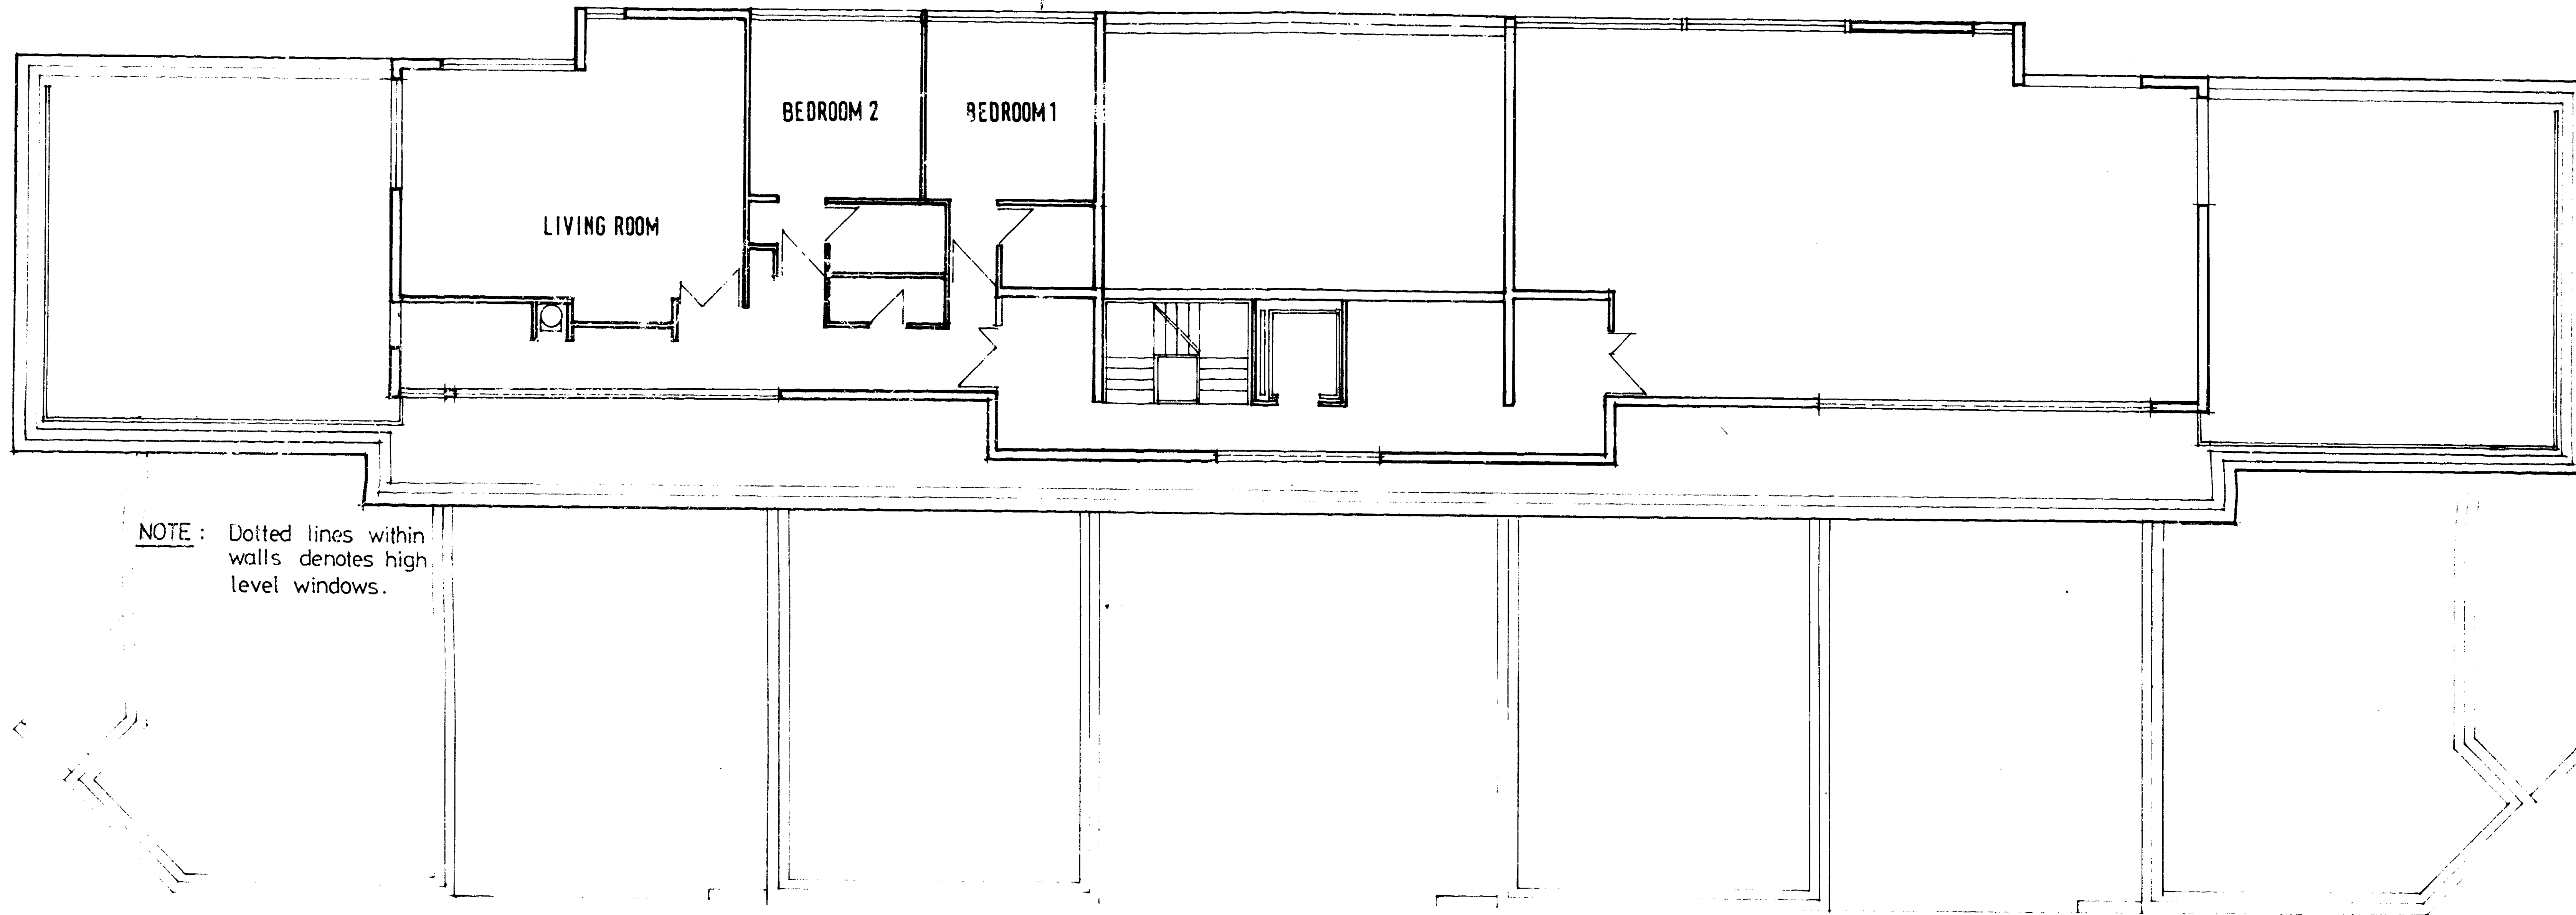 BEDROOM 2
BEDROOM 1
LIVING ROOM
NOTE : Dotted lines within
walls denotes high
level windows.